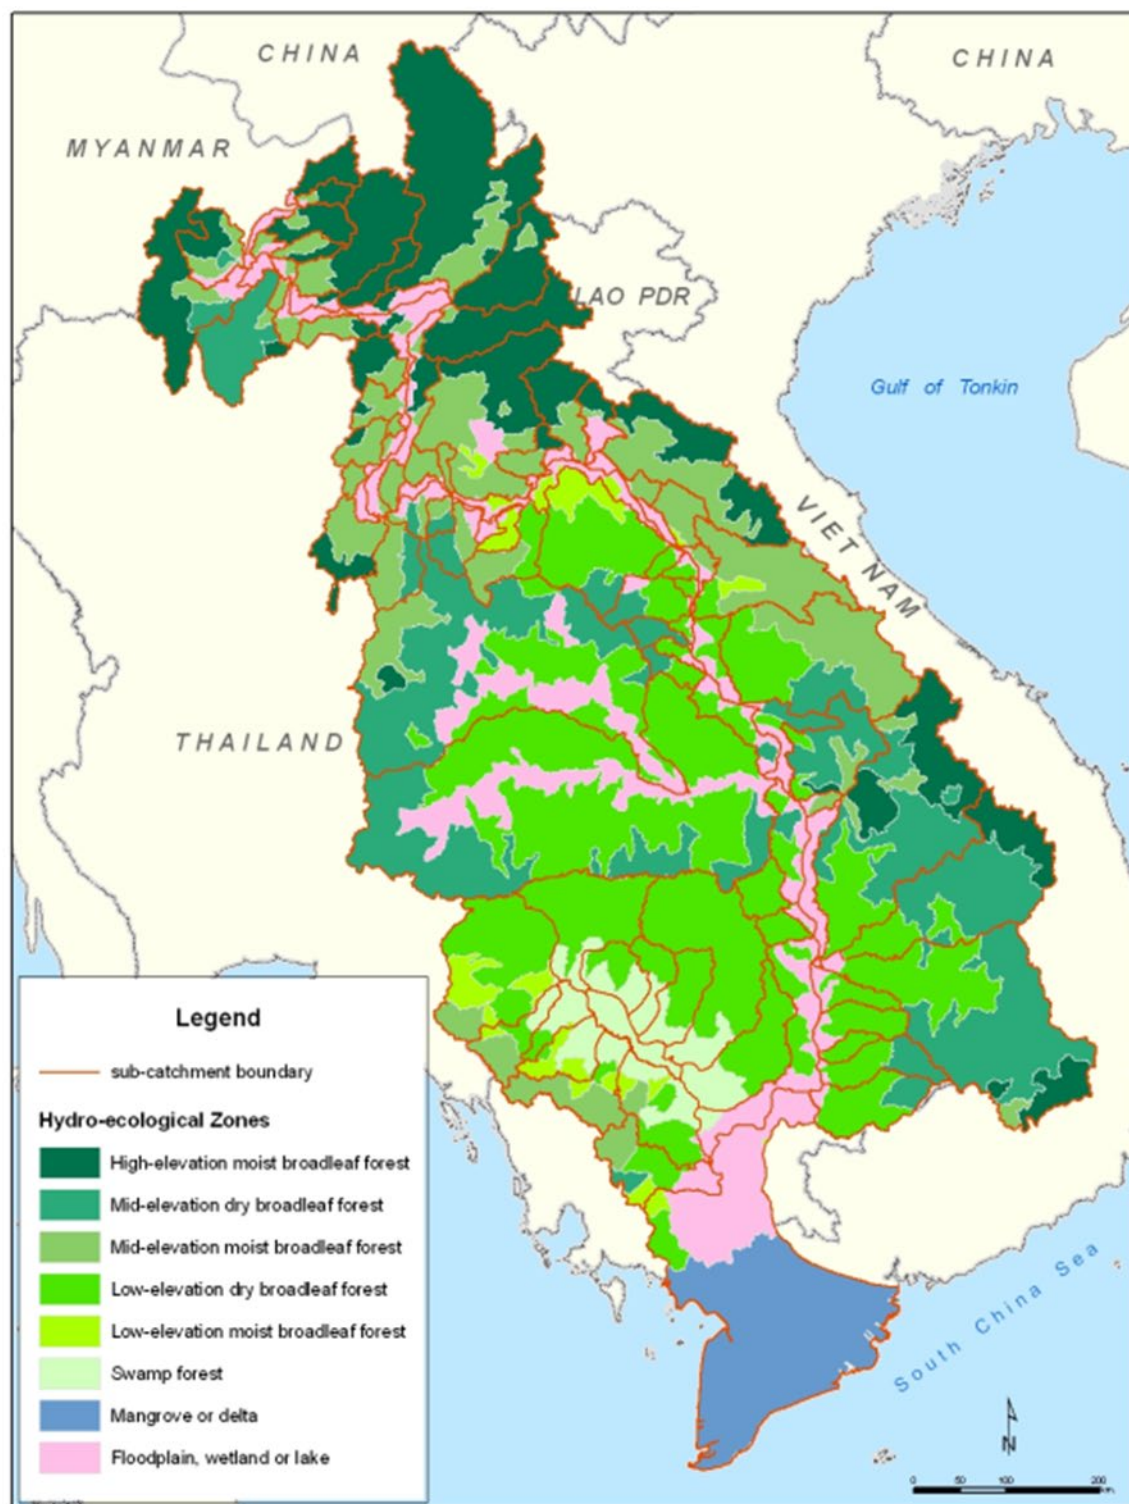 CHINA
CHINA
MYANMAR
LAO PDR
Gulf of Tonkin
VIET NAM
THAILAND
Legend
sub-catchment boundary
Hydro-ecological Zones
High-elevation moist broadleaf forest
Mid-elevation dry broadleaf forest
Mid-elevation moist broadleaf forest
Low-elevation dry broadleaf forest
Low-elevation moist broadleaf forest
Swamp forest
Mangrove or delta
Floodplain, wetland or lake
South China Sea
N
0 50 100 200